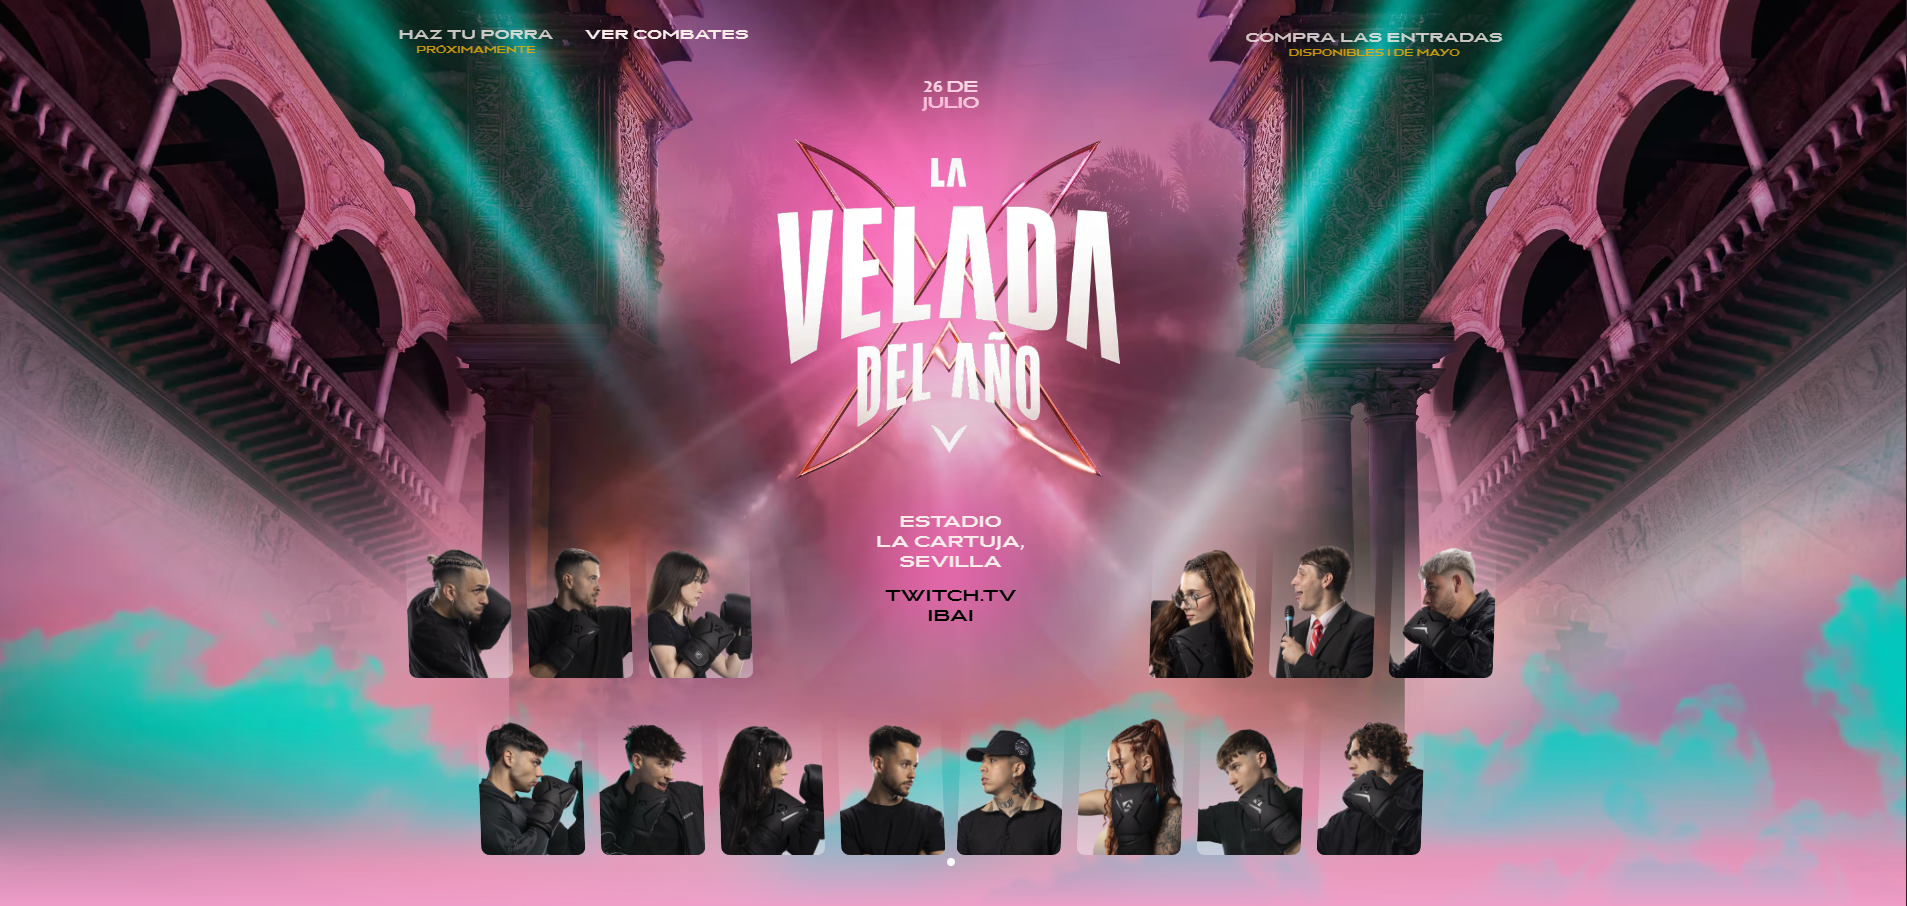 HAZ TU PORRA
PRÓXIMAMENTE
VER COMBATES
COMPRA LAS ENTRADAS
DISPONIBLES 1 DE MAYO
26 DE
JULIO
LA
VELADA
DEL AÑO
ESTADIO
LA CARTUJA,
SEVILLA
TWITCH.TV
IBAI